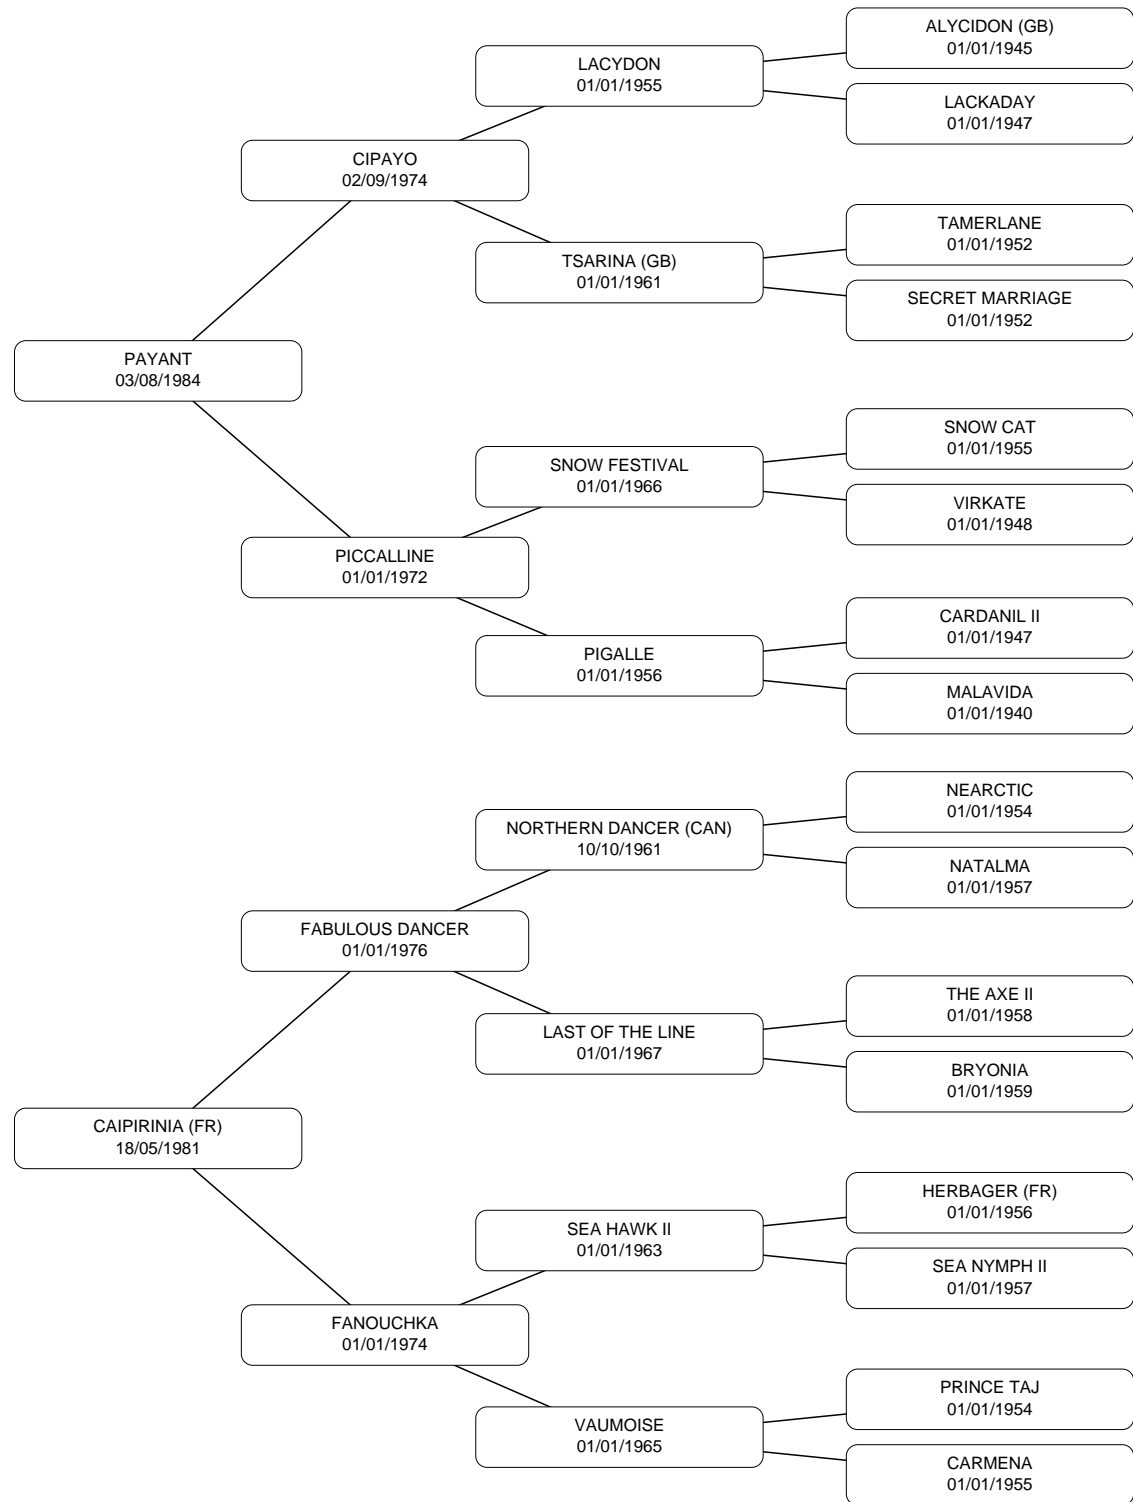 ALYCIDON (GB)
01/01/1945
LACYDON
01/01/1955
LACKADAY
01/01/1947
CIPAYO
02/09/1974
TAMERLANE
01/01/1952
TSARINA (GB)
01/01/1961
SECRET MARRIAGE
01/01/1952
PAYANT
03/08/1984
SNOW CAT
01/01/1955
SNOW FESTIVAL
01/01/1966
VIRKATE
01/01/1948
PICCALLINE
01/01/1972
CARDANIL II
01/01/1947
PIGALLE
01/01/1956
MALAVIDA
01/01/1940
NEARCTIC
01/01/1954
NORTHERN DANCER (CAN)
10/10/1961
NATALMA
01/01/1957
FABULOUS DANCER
01/01/1976
THE AXE II
01/01/1958
LAST OF THE LINE
01/01/1967
BRYONIA
01/01/1959
CAIPIRINIA (FR)
18/05/1981
HERBAGER (FR)
01/01/1956
SEA HAWK II
01/01/1963
SEA NYMPH II
01/01/1957
FANOUCHKA
01/01/1974
PRINCE TAJ
01/01/1954
VAUMOISE
01/01/1965
CARMENA
01/01/1955